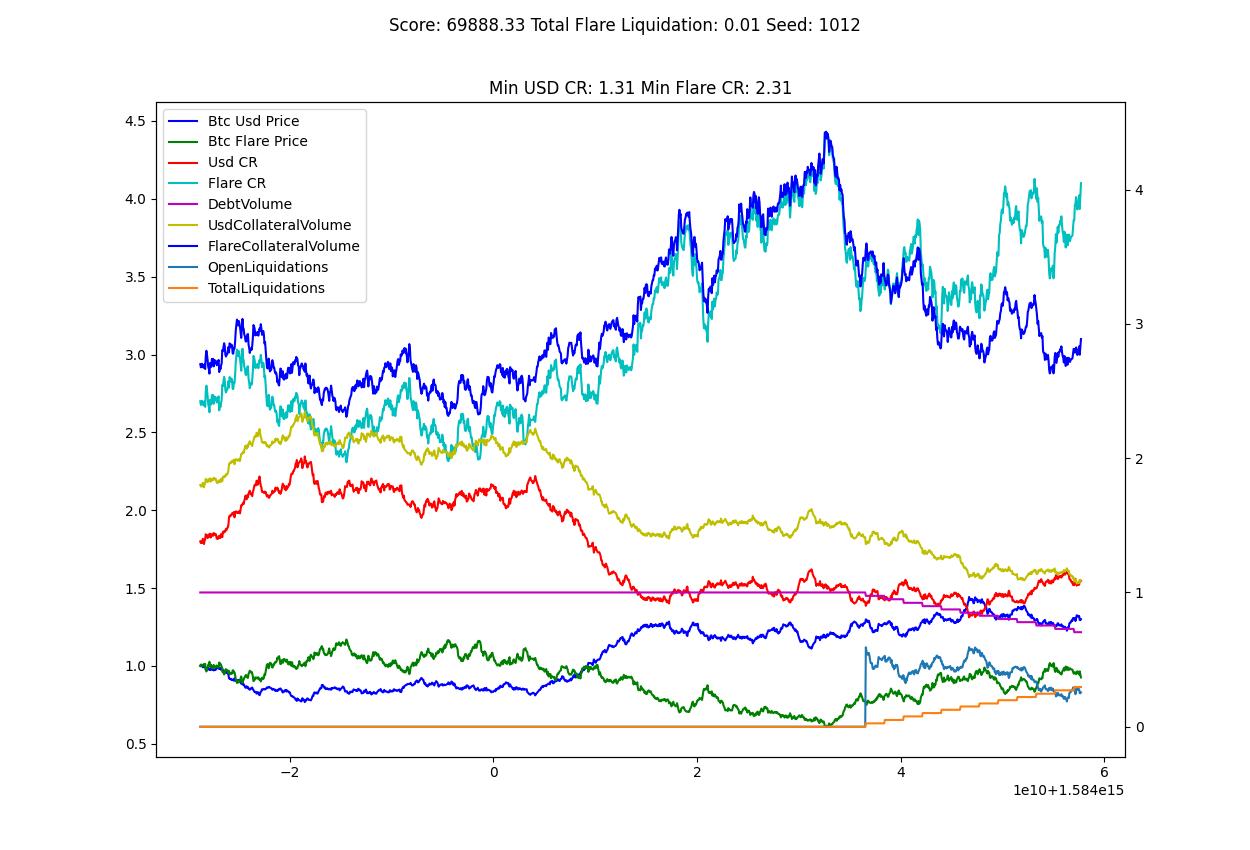 Score: 69888.33 Total Flare Liquidation: 0.01 Seed: 1012
Min USD CR: 1.31 Min Flare CR: 2.31
Btc Usd Price
Btc Flare Price
Usd CR
Flare CR
DebtVolume
UsdCollateralVolume
FlareCollateralVolume
OpenLiquidations
TotalLiquidations
4.5
4.0
3.5
3.0
2.5
2.0
1.5
1.0
0.5
4
3
2
1
0
−2
0
2
4
6
1e10+1.584e15